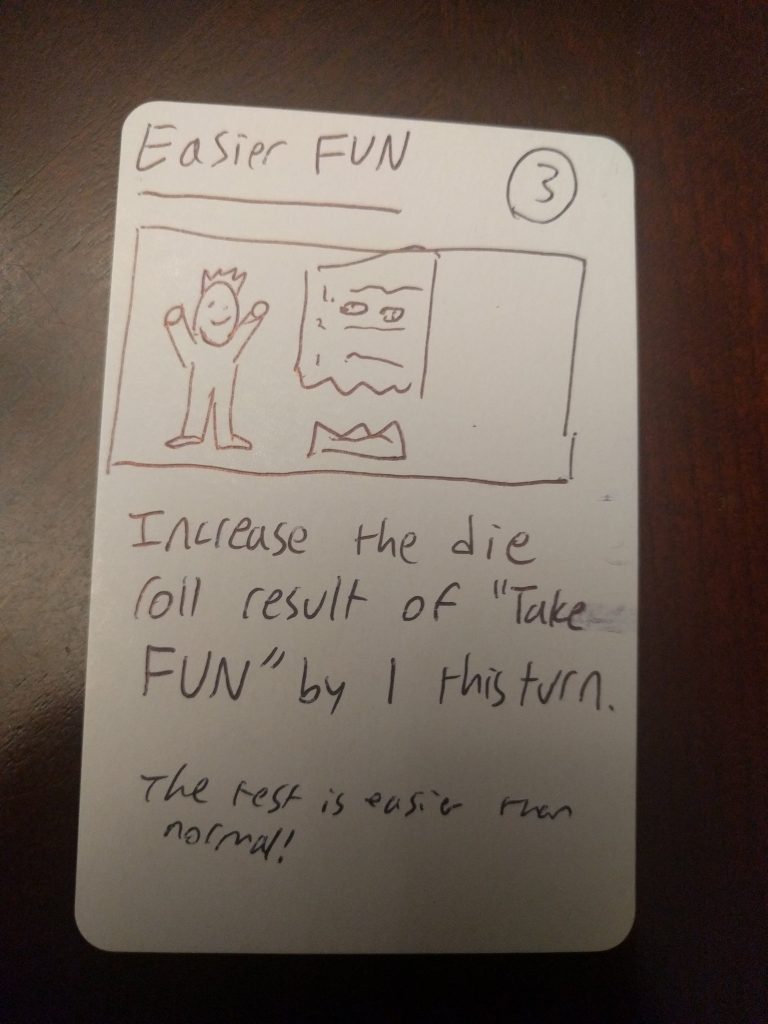 Easier FUN
3
1.
2.
Increase the die
roll result of "Take
FUN" by 1 this turn.
The test is easier than
normal!